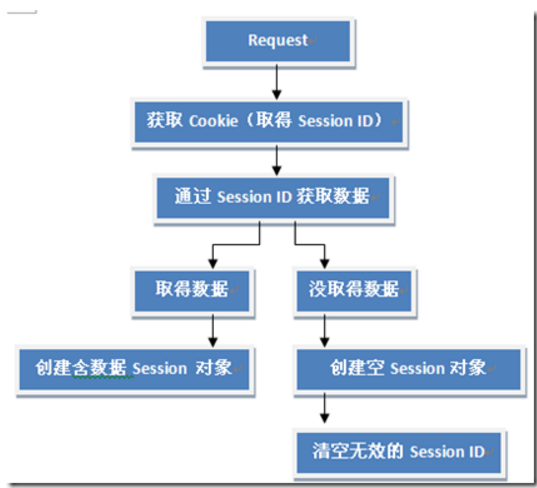 Request
获取 Cookie（取得 Session ID）
通过 Session ID 获取数据
取得数据
没取得数据
创建含数据 Session 对象
创建空 Session 对象
清空无效的 Session ID